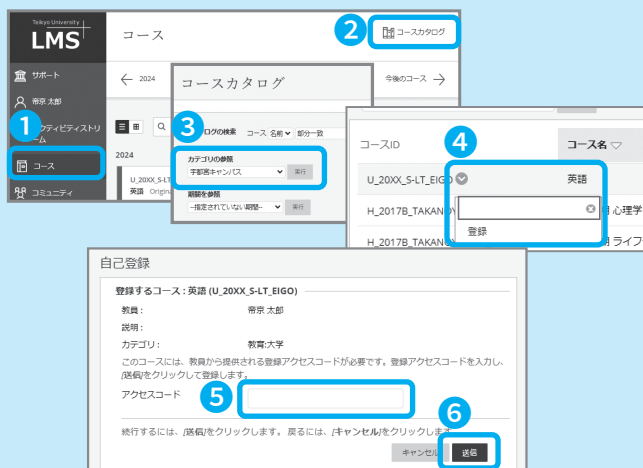 Teikyo University
LMS
サポート
帝京 太郎
クティビティストリ
ーム
1
コース
コミュニティ
コース
2
コースカタログ
← 2024
今後のコース →
2024
U_20XX_S-LT
英語 Origin
コースカタログ
3
ログの検索 コース 名前 部分一致
カテゴリの参照
宇都宮キャンパス 実行
期間を参照
--指定されていない期間-- 実行
コースID
4
コース名
U_20XX_S-LT_EIGO
英語
H_2017B_TAKANO
心理学
登録
H_2017B_TAKANO
ライフ
自己登録
登録するコース : 英語 (U_20XX_S-LT_EIGO)
教員 : 帝京 太郎
説明 :
カテゴリ : 教育:大学
このコースには、教員から提供される登録アクセスコードが必要です。登録アクセスコードを入力し、
/送信/をクリックして登録します。
アクセスコード
5
6
続行するには、/送信/をクリックします。 戻るには、/キャンセル/をクリックします
キャンセル 送信